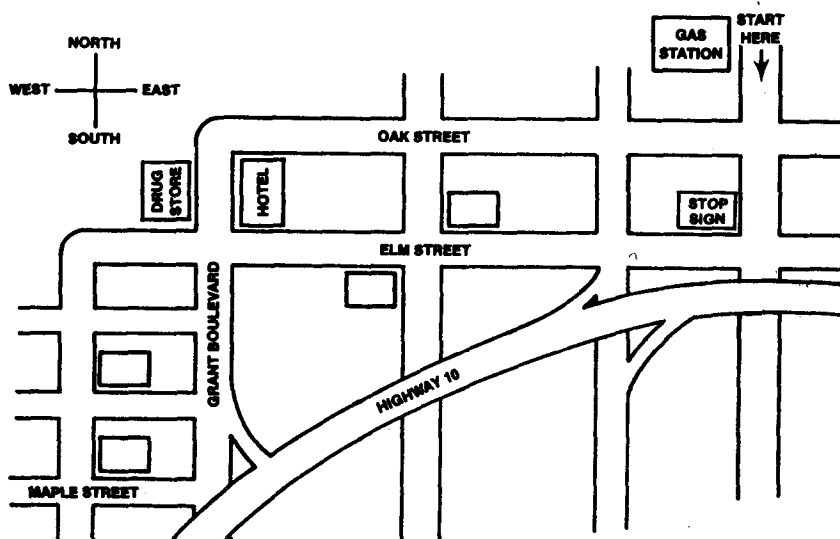 START
HERE
GAS
STATION
NORTH
WEST
EAST
SOUTH
OAK STREET
DRUG
STORE
HOTEL
STOP
SIGN
ELM STREET
GRANT BOULEVARD
HIGHWAY 10
MAPLE STREET